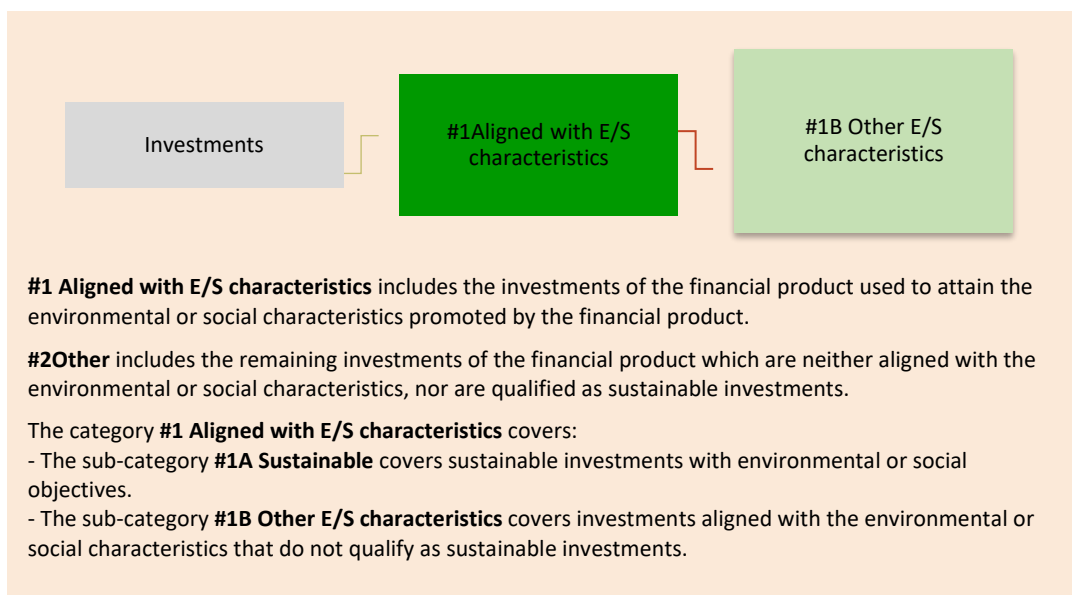 Investments
#1Aligned with E/S
characteristics
#1B Other E/S
characteristics
#1 Aligned with E/S characteristics includes the investments of the financial product used to attain the
environmental or social characteristics promoted by the financial product.
#2Other includes the remaining investments of the financial product which are neither aligned with the
environmental or social characteristics, nor are qualified as sustainable investments.
The category #1 Aligned with E/S characteristics covers:
- The sub-category #1A Sustainable covers sustainable investments with environmental or social
objectives.
- The sub-category #1B Other E/S characteristics covers investments aligned with the environmental or
social characteristics that do not qualify as sustainable investments.